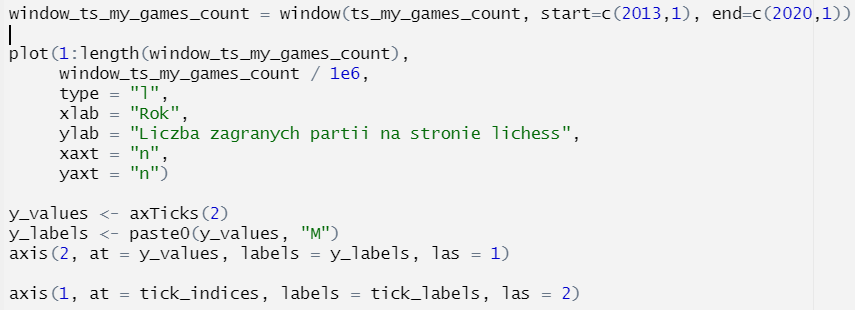 window_ts_my_games_count = window(ts_my_games_count, start=c(2013,1), end=c(2020,1))
plot(1:length(window_ts_my_games_count),
     window_ts_my_games_count / 1e6,
     type = "l",
     xlab = "Rok",
     ylab = "Liczba zagranych partii na stronie lichess",
     xaxt = "n",
     yaxt = "n")
y_values <- axTicks(2)
y_labels <- paste0(y_values, "M")
axis(2, at = y_values, labels = y_labels, las = 1)
axis(1, at = tick_indices, labels = tick_labels, las = 2)